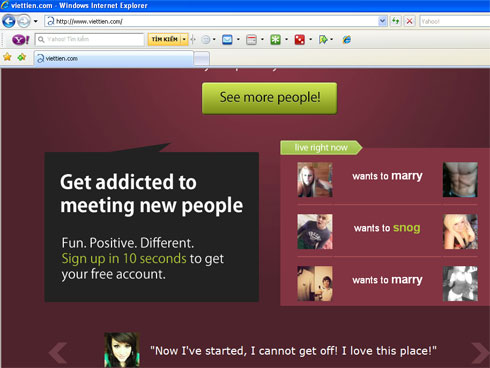 viettien.com - Windows Internet Explorer
http://www.viettien.com/
Yahoo!
Y! Yahoo! Tìm kiếm TÌM KIẾM
viettien.com
See more people!
live right now
wants to marry
wants to snog
wants to marry
Get addicted to
meeting new people
Fun. Positive. Different.
Sign up in 10 seconds to get
your free account.
"Now I've started, I cannot get off! I love this place!"